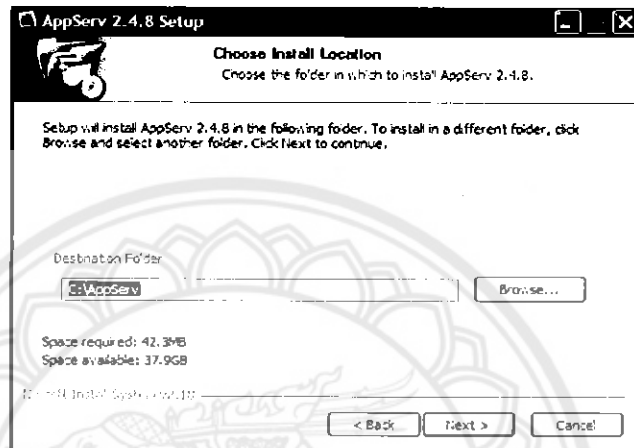 AppServ 2.4.8 Setup
Choose Install Location
Choose the folder in which to install AppServ 2.4.8.
Setup will install AppServ 2.4.8 in the following folder. To install in a different folder, click
Browse and select another folder. Click Next to continue.
Destination Folder
C:\AppServ
Browse...
Space required: 42.3MB
Space available: 37.9GB
Install System
< Back
Next >
Cancel